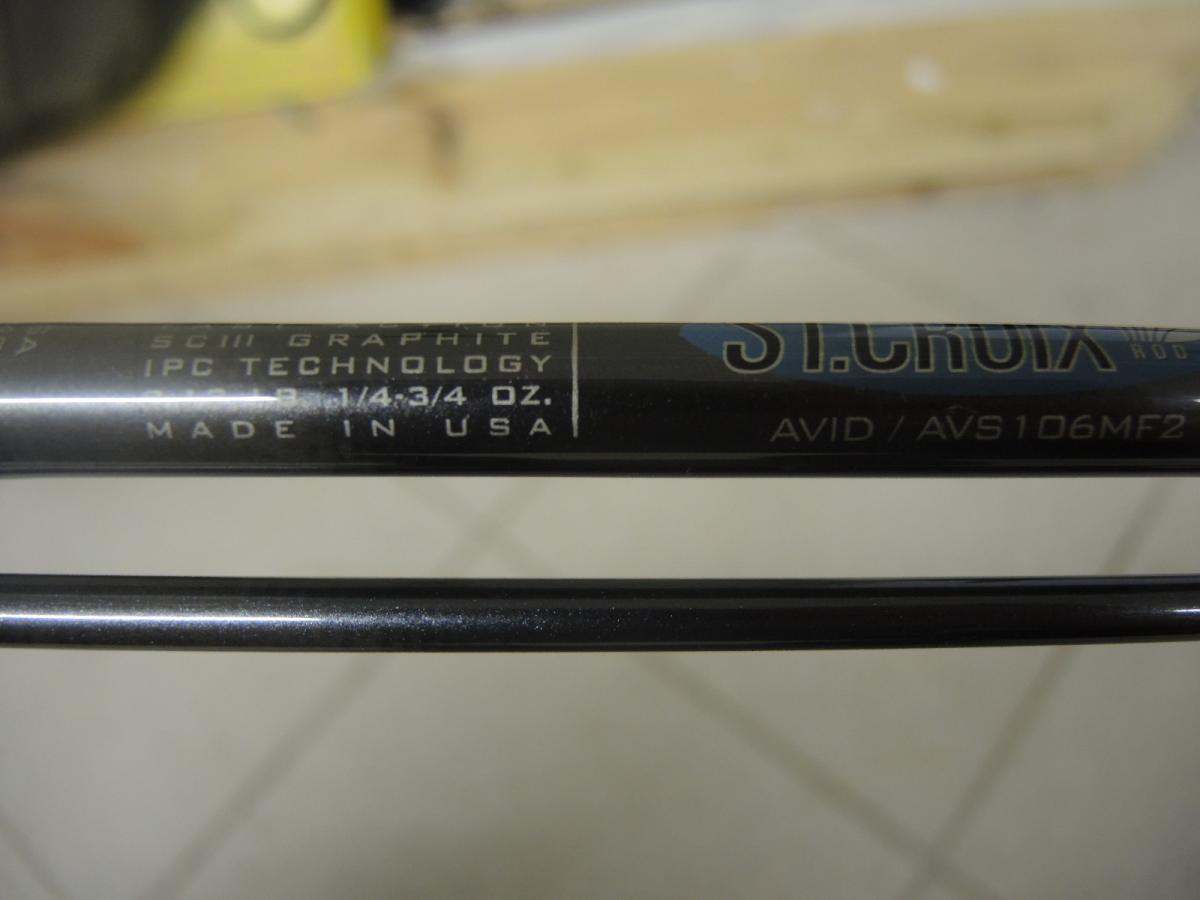 SCIII GRAPHITE
IPC TECHNOLOGY
1/4-3/4 OZ.
MADE IN USA
ST.CROIX
ROD
AVID / AVS106MF2